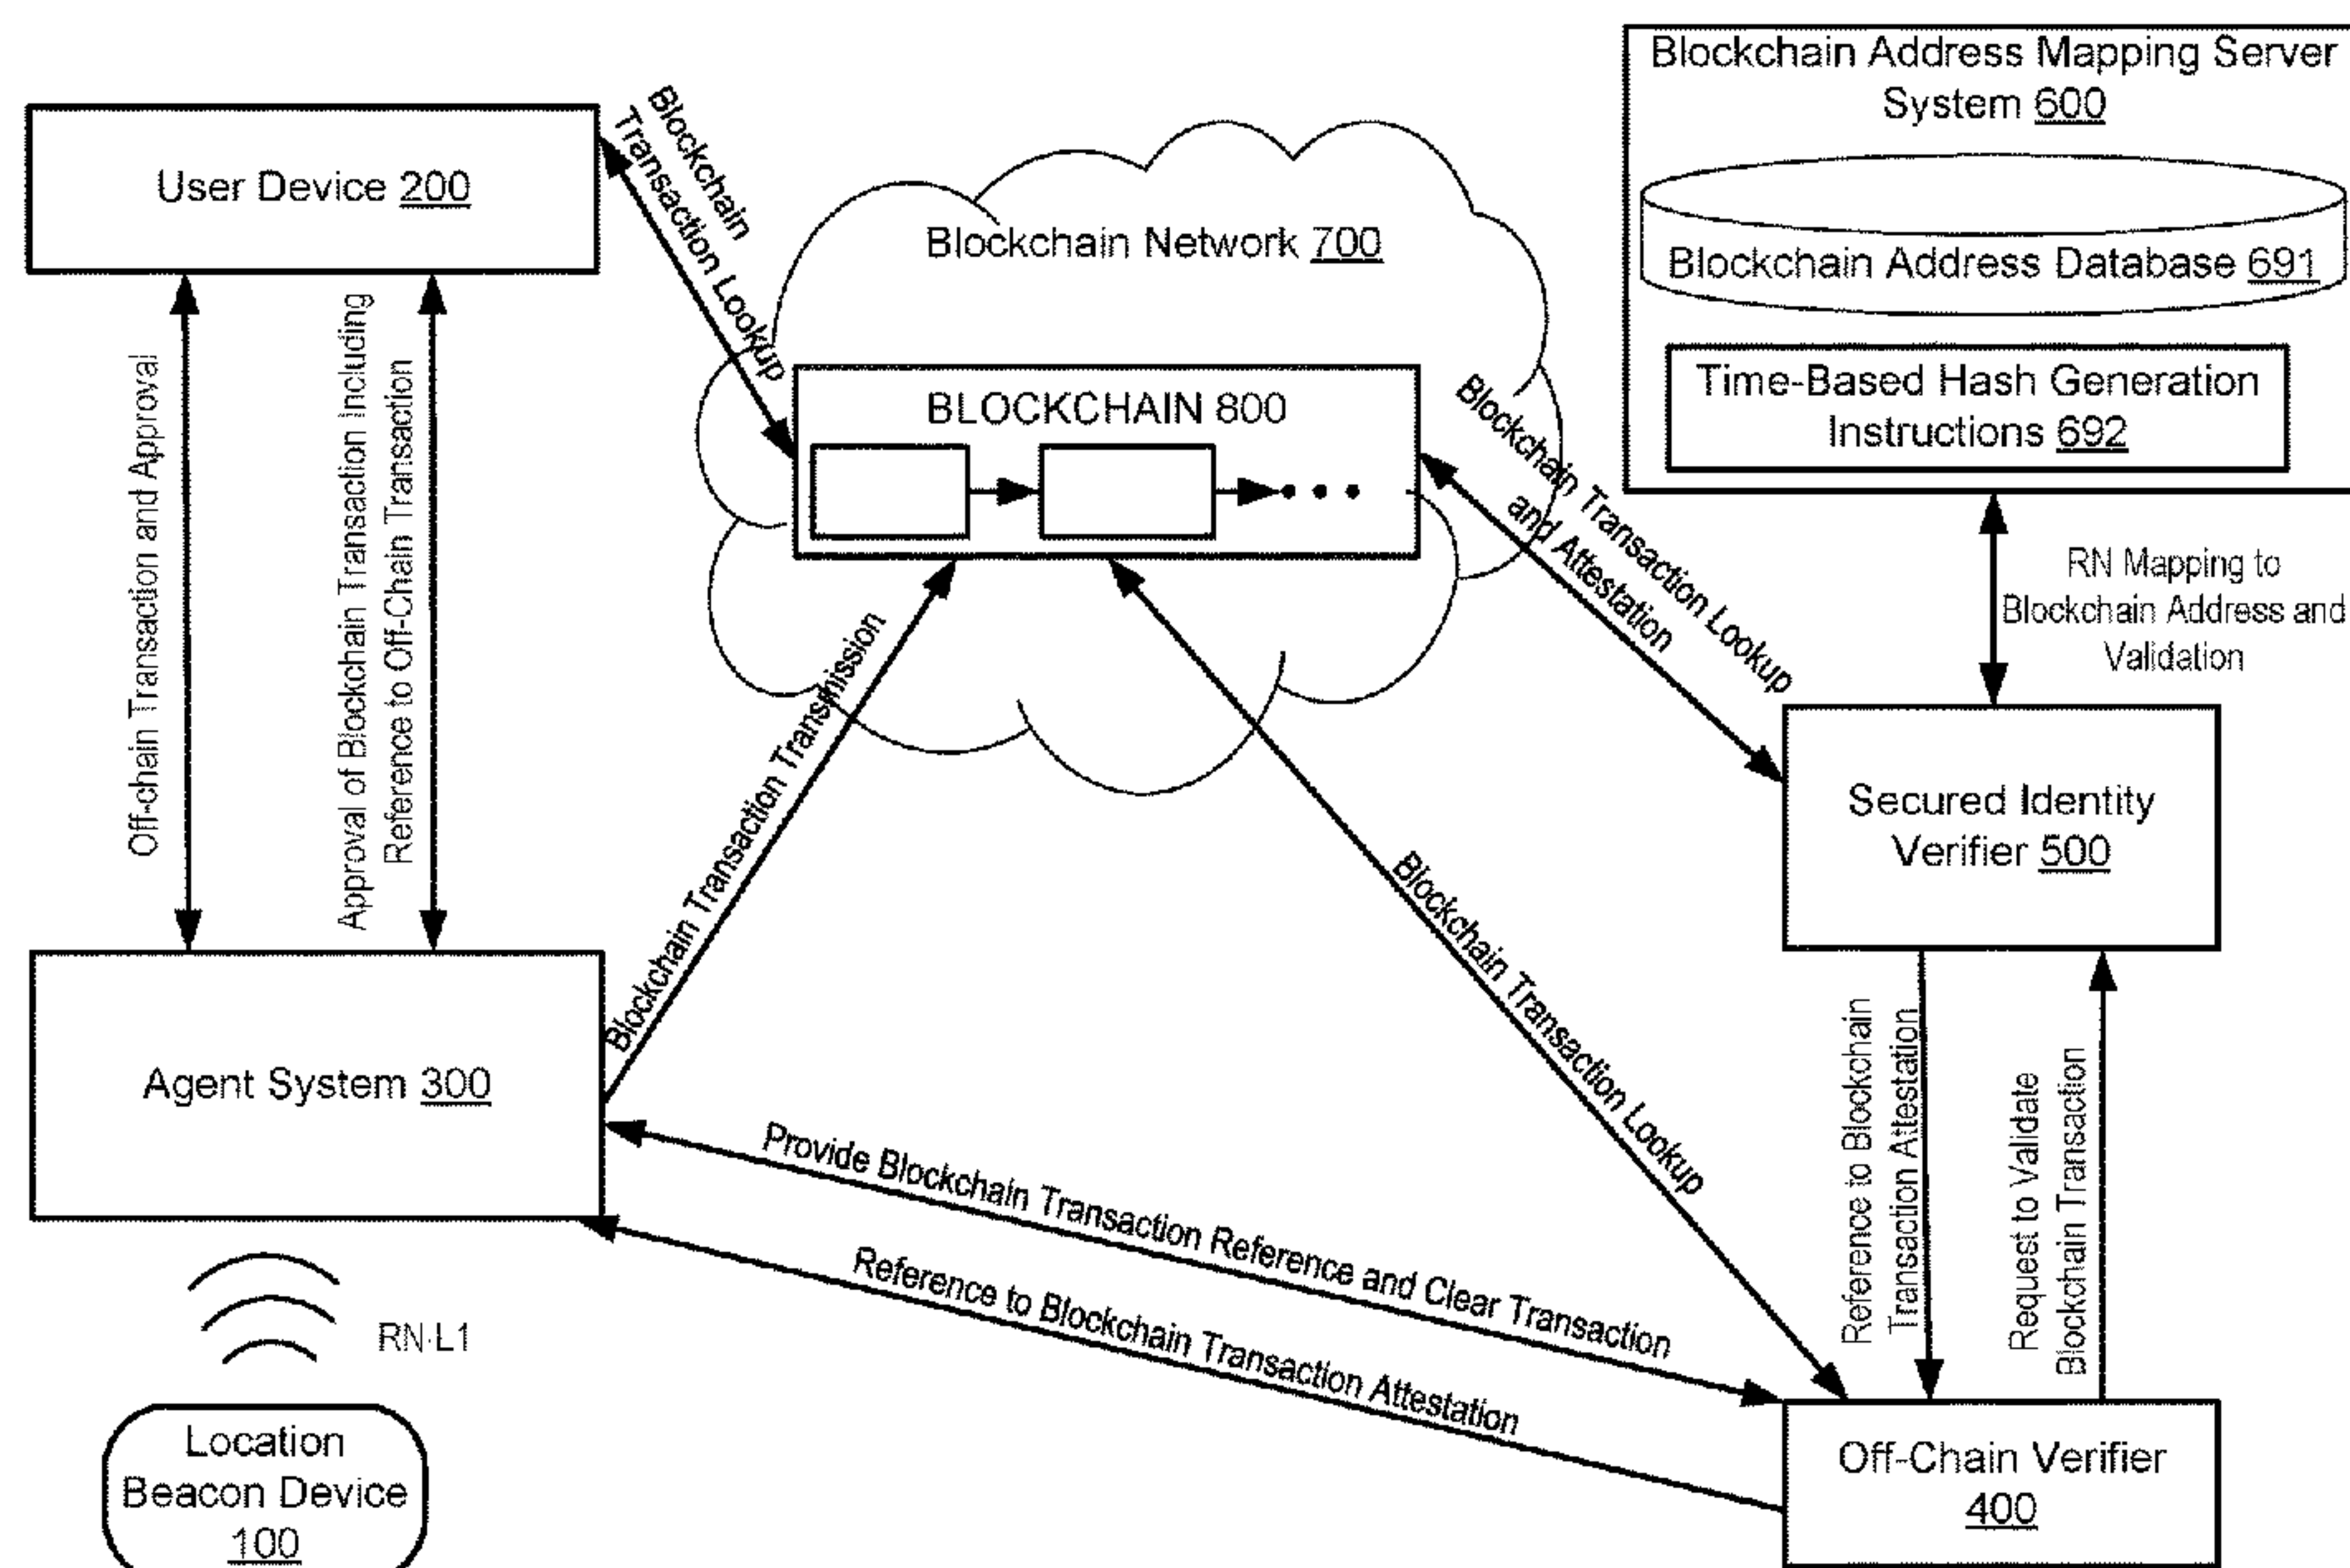 Blockchain Address Mapping Server
System 600
Blockchain Address Database 691
Time-Based Hash Generation
Instructions 692
User Device 200
Blockchain
Transaction Lookup
Blockchain Network 700
BLOCKCHAIN 800
Blockchain Transaction Lookup
and Attestation
RN Mapping to
Blockchain Address and
Validation
Off-chain Transaction and Approval
Approval of Blockchain Transaction Including
Reference to Off-Chain Transaction
Blockchain Transaction Transmission
Blockchain Transaction Lookup
Secured Identity
Verifier 500
Agent System 300
Provide Blockchain Transaction Reference and Clear Transaction
Reference to Blockchain Transaction Attestation
Reference to Blockchain
Transaction Attestation
Request to Validate
Blockchain Transaction
RN-L1
Location
Beacon Device
100
Off-Chain Verifier
400